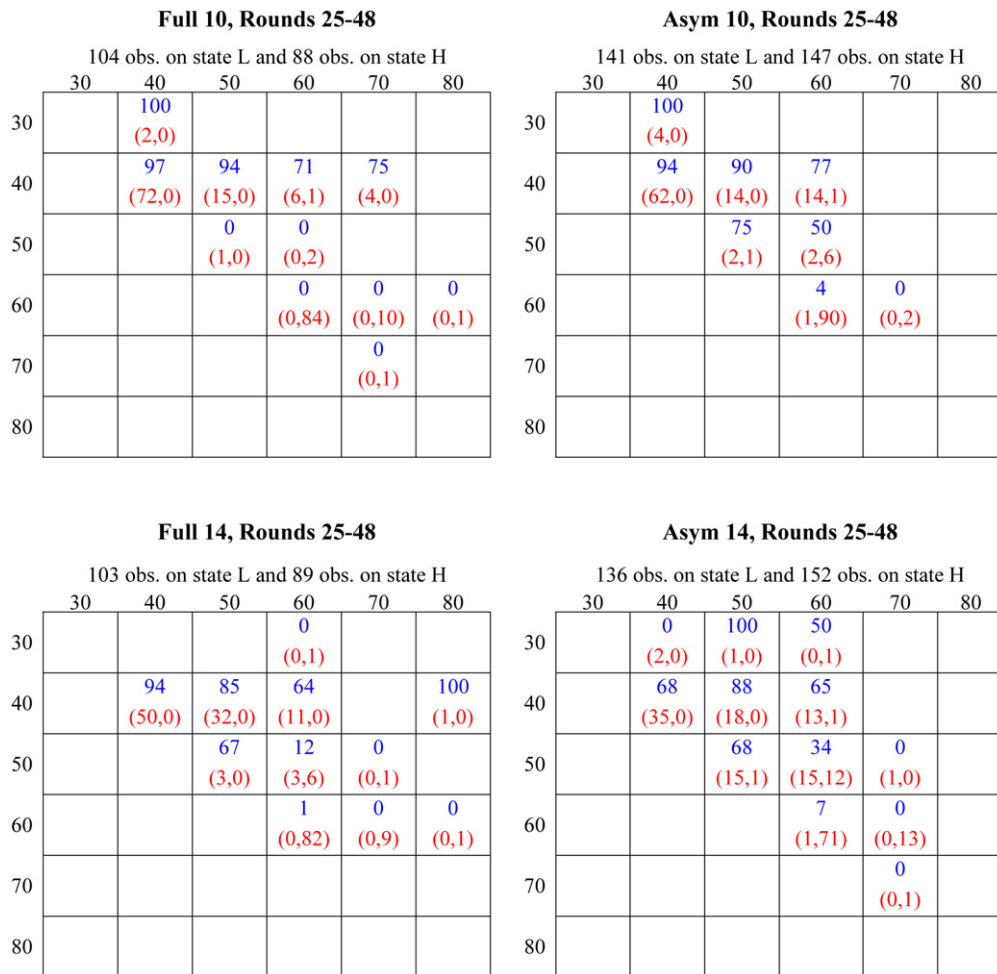 Full 10, Rounds 25-48
104 obs. on state L and 88 obs. on state H
30 40 50 60 70 80
30
100
(2,0)
40
97 94 71 75
(72,0) (15,0) (6,1) (4,0)
50
0 0
(1,0) (0,2)
60
0 0 0
(0,84) (0,10) (0,1)
70
0
(0,1)
80
Asym 10, Rounds 25-48
141 obs. on state L and 147 obs. on state H
30 40 50 60 70 80
30
100
(4,0)
40
94 90 77
(62,0) (14,0) (14,1)
50
75 50
(2,1) (2,6)
60
4 0
(1,90) (0,2)
70
80
Full 14, Rounds 25-48
103 obs. on state L and 89 obs. on state H
30 40 50 60 70 80
30
0
(0,1)
40
94 85 64 100
(50,0) (32,0) (11,0) (1,0)
50
67 12 0
(3,0) (3,6) (0,1)
60
1 0 0
(0,82) (0,9) (0,1)
70
80
Asym 14, Rounds 25-48
136 obs. on state L and 152 obs. on state H
30 40 50 60 70 80
30
0 100 50
(2,0) (1,0) (0,1)
40
68 88 65
(35,0) (18,0) (13,1)
50
68 34 0
(15,1) (15,12) (1,0)
60
7 0
(1,71) (0,13)
70
0
(0,1)
80